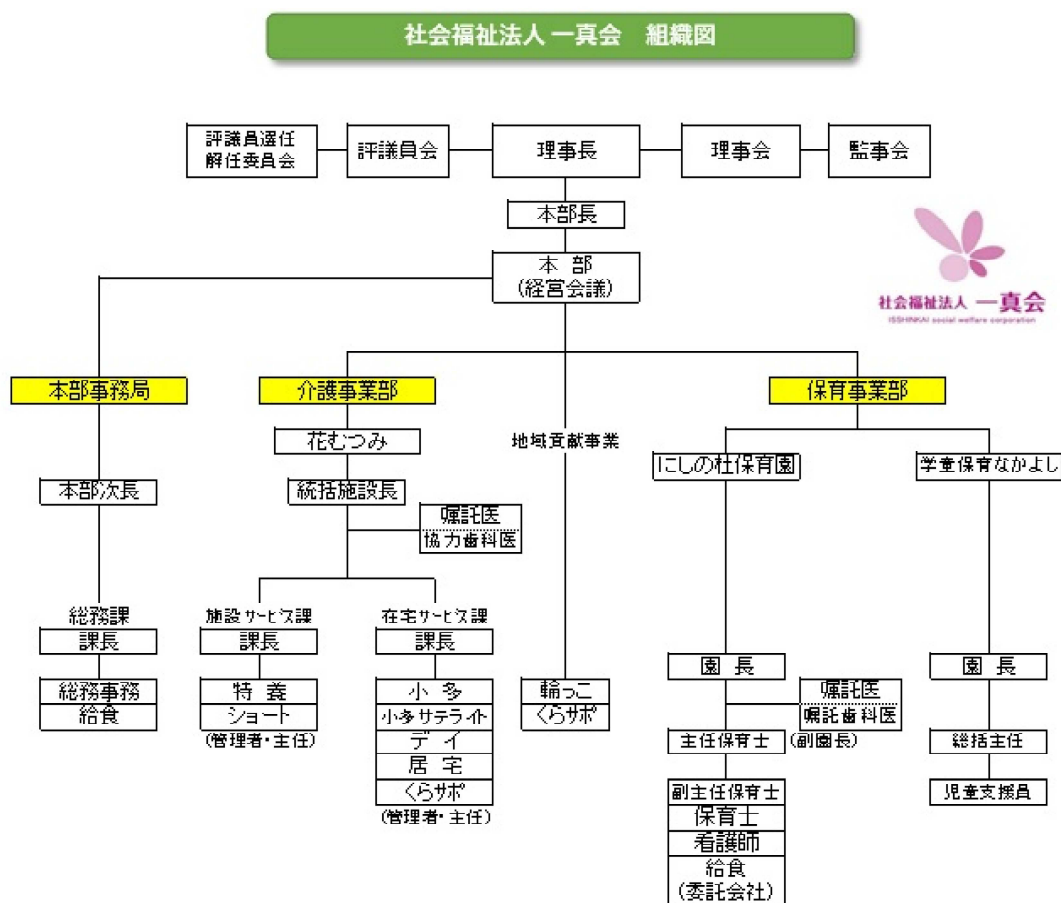 社会福祉法人 一真会　組織図
評議員選任
解任委員会
評議員会
理事長
理事会
監事会
本部長
本 部
(経営会議)
社会福祉法人 一真会
ISSHINKAI social welfare corporation
本部事務局
介護事業部
保育事業部
花むつみ
地域貢献事業
にしの杜保育園
学童保育なかよし
本部次長
統括施設長
嘱託医
協力歯科医
総務課
施設サービス課
在宅サービス課
課長
課長
課長
園 長
園 長
総務事務
給食
特 養
ショート
(管理者・主任)
小 多
小多サテライト
デ イ
居 宅
くらサポ
(管理者・主任)
輪っこ
くらサポ
嘱託医
嘱託歯科医
主任保育士
(副園長)
総括主任
副主任保育士
保育士
看護師
給食
(委託会社)
児童支援員